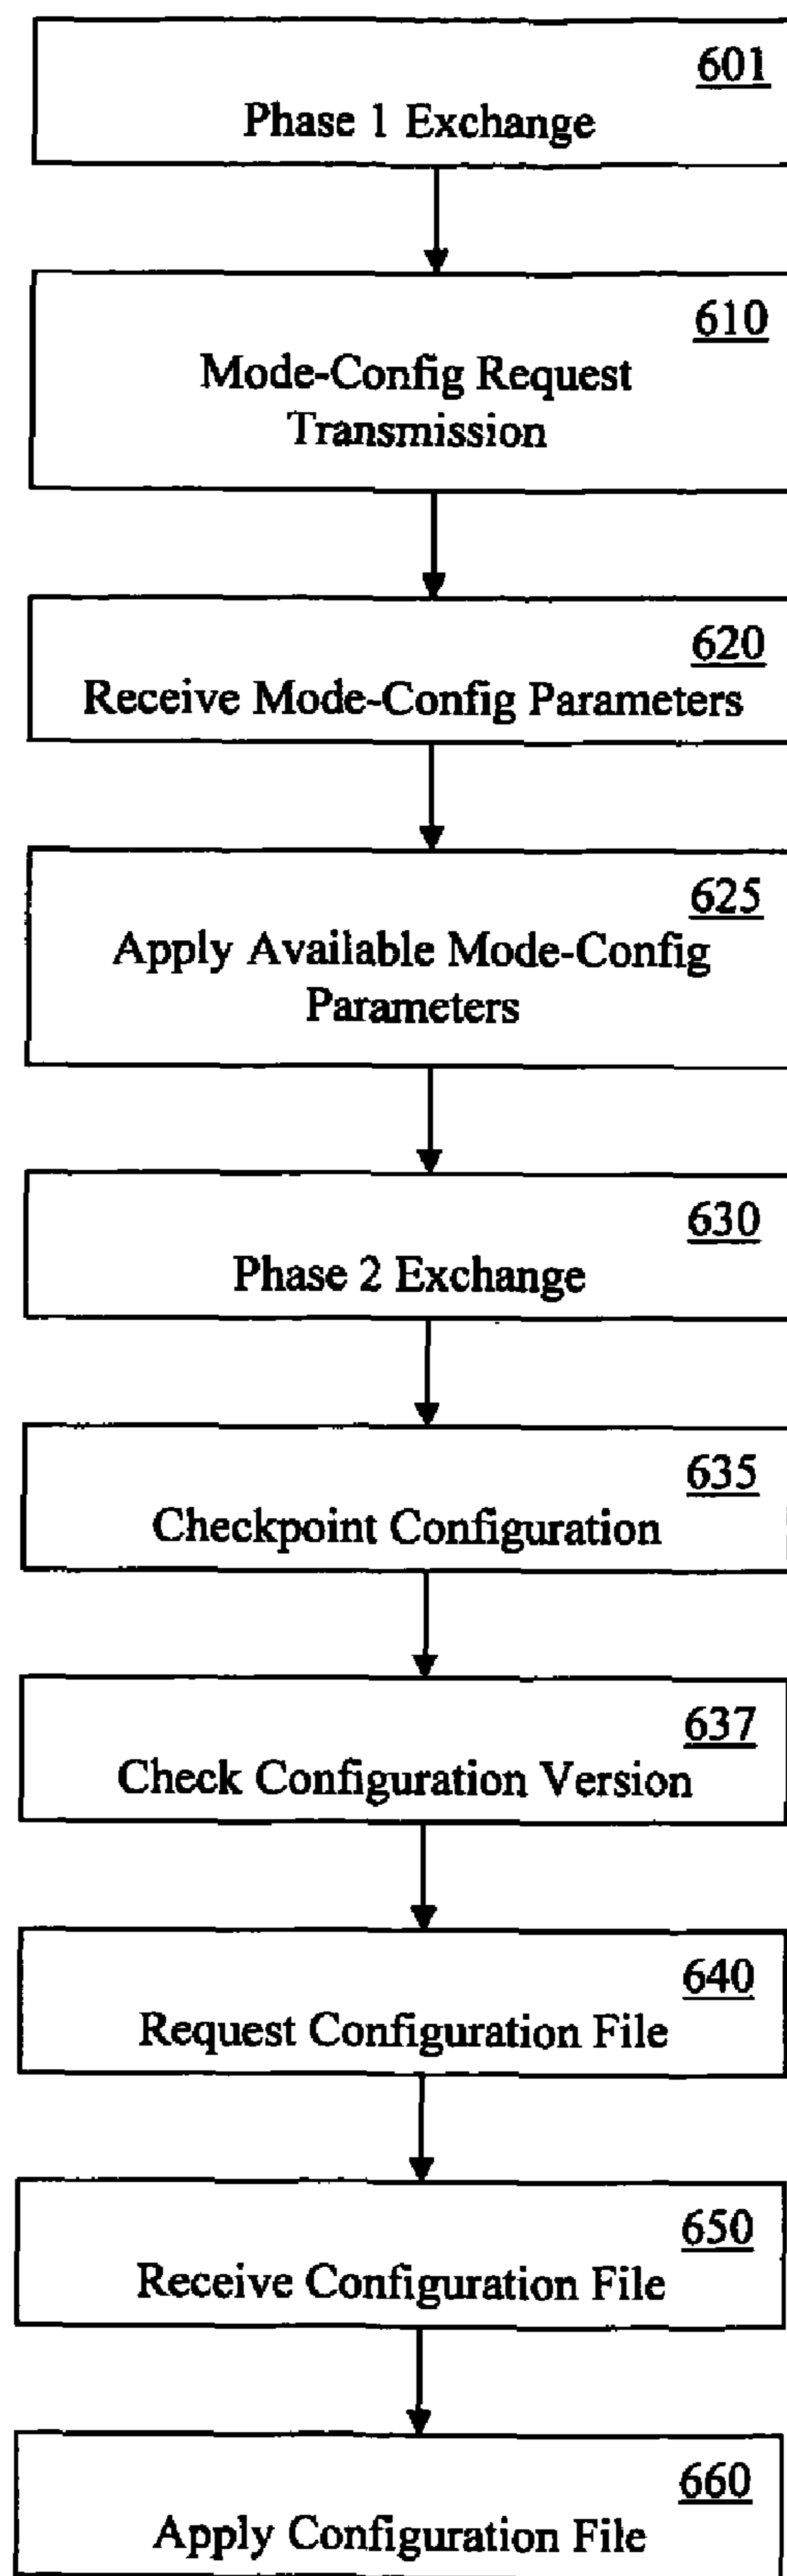 601
Phase 1 Exchange
610
Mode-Config Request
Transmission
620
Receive Mode-Config Parameters
625
Apply Available Mode-Config
Parameters
630
Phase 2 Exchange
635
Checkpoint Configuration
637
Check Configuration Version
640
Request Configuration File
650
Receive Configuration File
660
Apply Configuration File